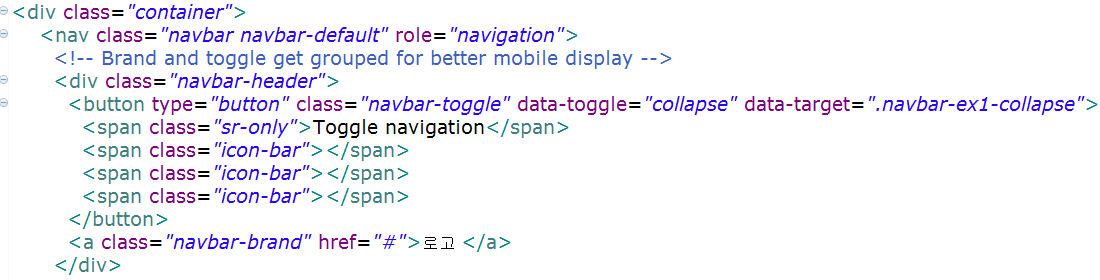 <div class="container">
<nav class="navbar navbar-default" role="navigation">
<!-- Brand and toggle get grouped for better mobile display -->
<div class="navbar-header">
<button type="button" class="navbar-toggle" data-toggle="collapse" data-target=".navbar-ex1-collapse">
<span class="sr-only">Toggle navigation</span>
<span class="icon-bar"></span>
<span class="icon-bar"></span>
<span class="icon-bar"></span>
</button>
<a class="navbar-brand" href="#">로고 </a>
</div>